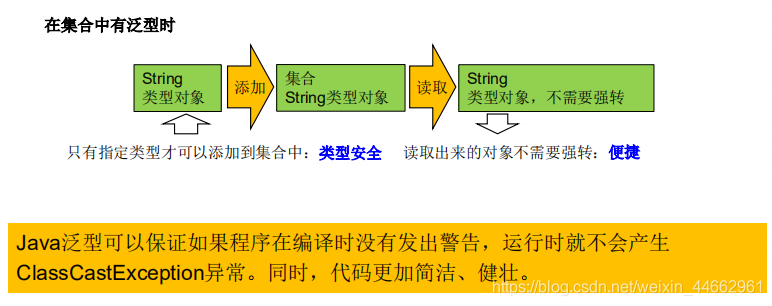 在集合中有泛型时
String
类型对象
添加
集合
String类型对象
读取
String
类型对象，不需要强转
只有指定类型才可以添加到集合中：类型安全
读取出来的对象不需要强转：便捷
Java泛型可以保证如果程序在编译时没有发出警告，运行时就不会产生
ClassCastException异常。同时，代码更加简洁、健壮。
https://blog.csdn.net/weixin_44662961